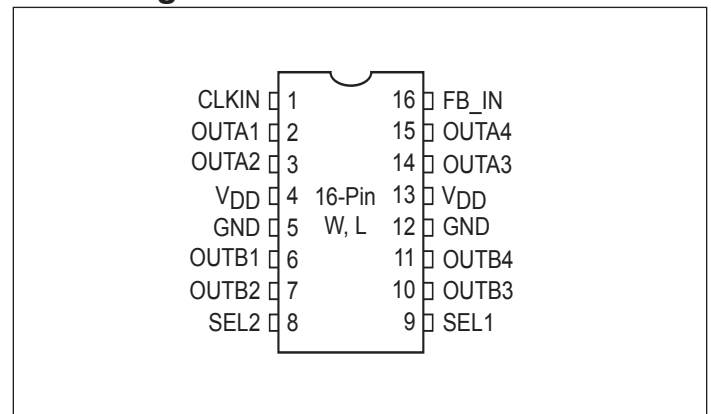 CLKIN 1 16 FB_IN
OUTA1 2 15 OUTA4
OUTA2 3 14 OUTA3
VDD 4 16-Pin 13 VDD
GND 5 W, L 12 GND
OUTB1 6 11 OUTB4
OUTB2 7 10 OUTB3
SEL2 8 9 SEL1